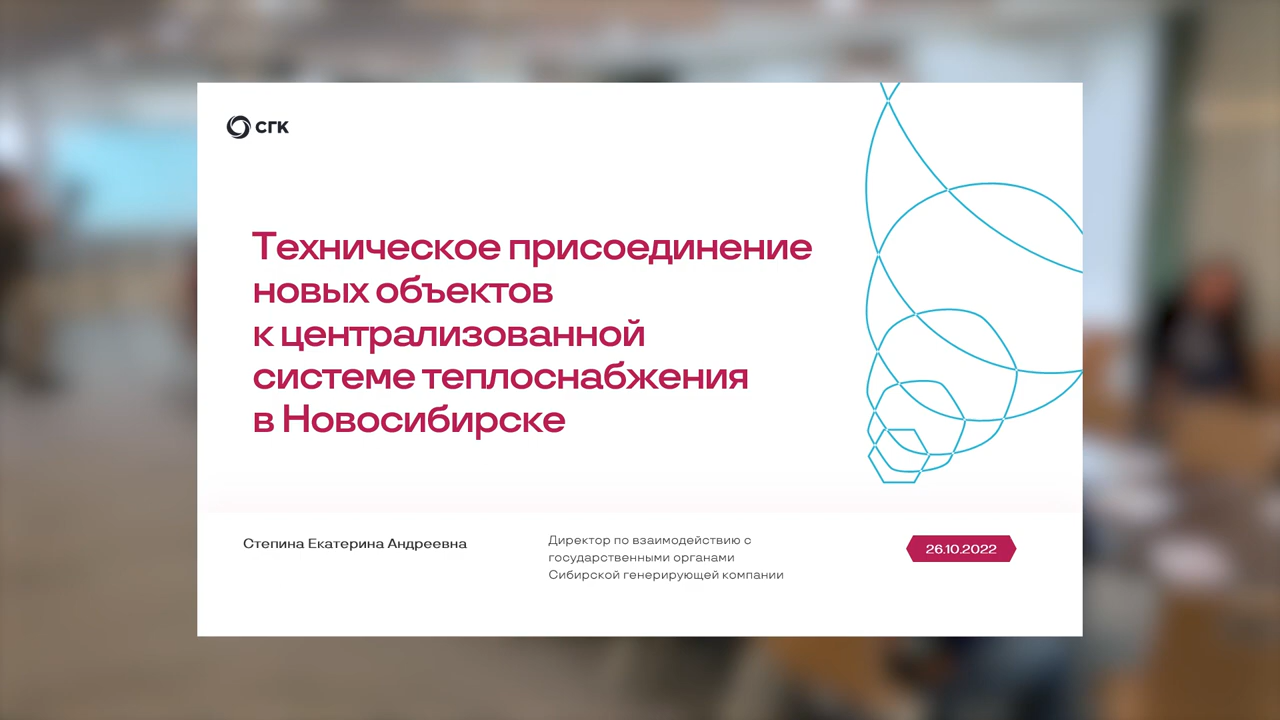 СГК
Техническое присоединение
новых объектов
к централизованной
системе теплоснабжения
в Новосибирске
Степина Екатерина Андреевна
Директор по взаимодействию с
государственными органами
Сибирской генерирующей компании
26.10.2022